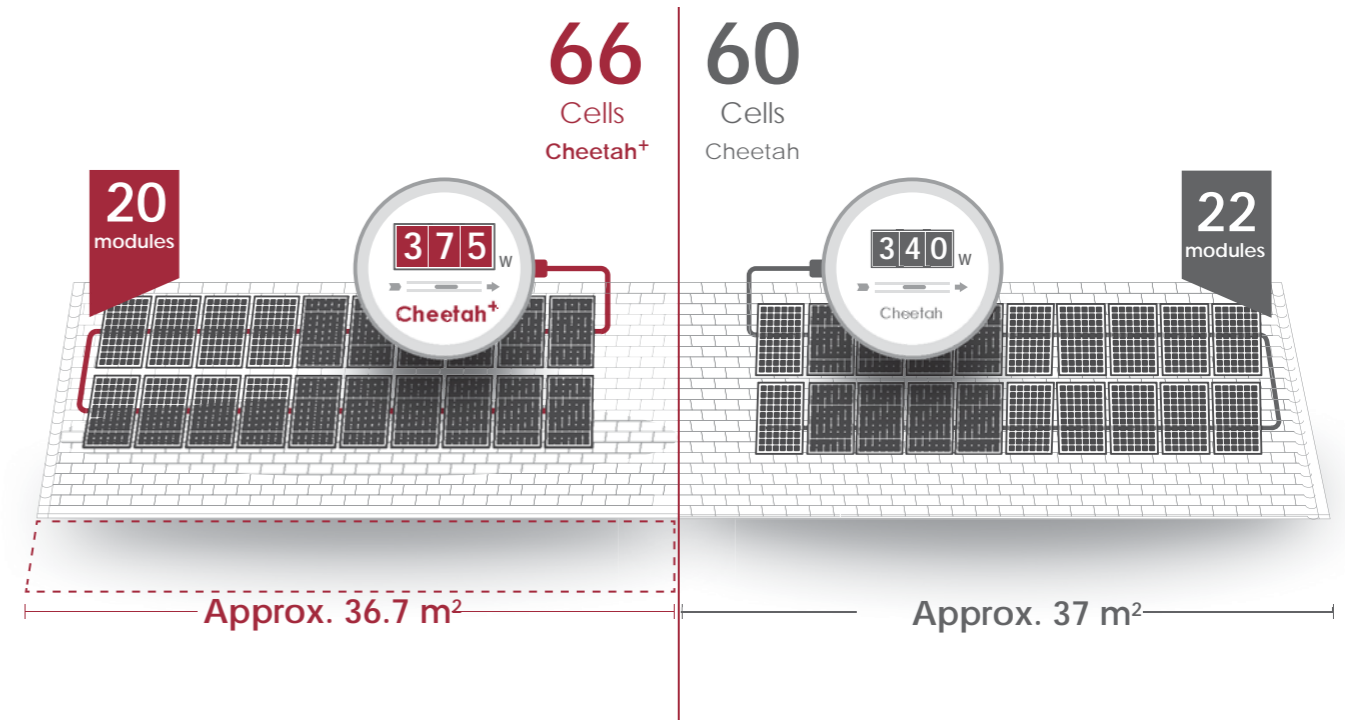 66
Cells
Cheetah+
20
modules
375 W
Cheetah+
Approx. 36.7 m²
60
Cells
Cheetah
340 W
Cheetah
22
modules
Approx. 37 m²